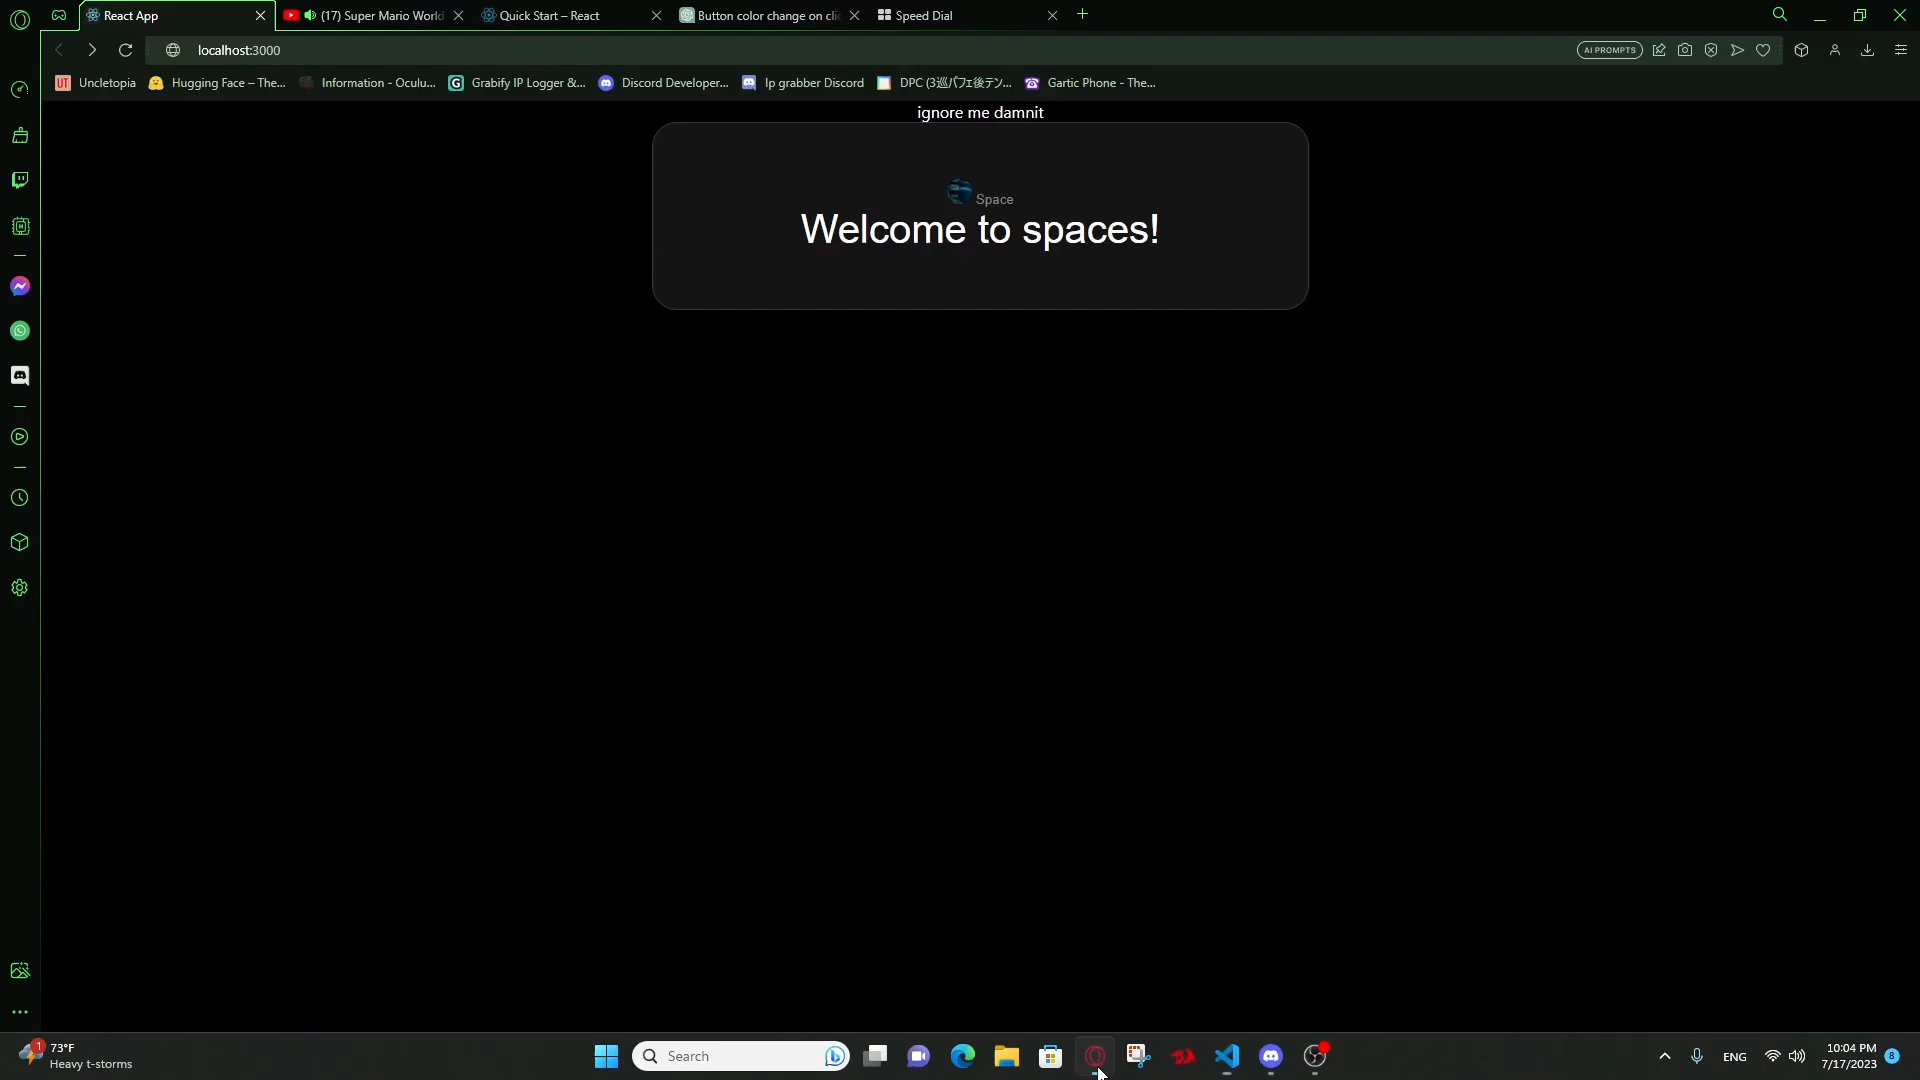 React App
(17) Super Mario World
Quick Start – React
Button color change on cli
Speed Dial
localhost:3000
AI PROMPTS
UT
Uncletopia
Hugging Face – The...
Information - Oculu...
G
Grabify IP Logger &...
Discord Developer...
Ip grabber Discord
DPC (3巡パフェ後テン...
Gartic Phone - The...
ignore me damnit
Space
Welcome to spaces!
1
73°F
Heavy t-storms
Search
ENG
10:04 PM
7/17/2023
8